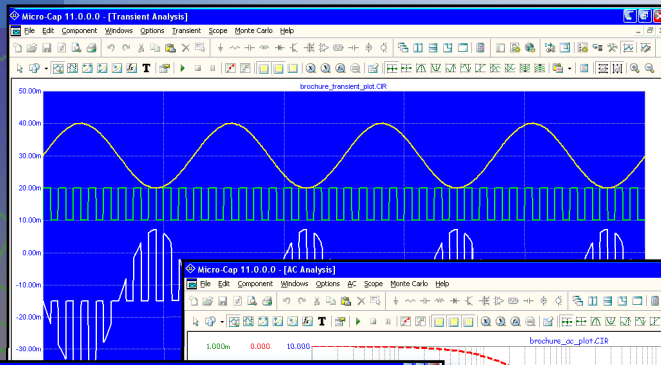 Micro-Cap 11.0.0.0 - [Transient Analysis]
File Edit Component Windows Options Transient Scope Monte Carlo Help
T
brochure_transient_plot.CIR
50.00m
40.00m
30.00m
20.00m
10.00m
0.00m
-10.00m
-20.00m
-30.00m
Micro-Cap 11.0.0.0 - [AC Analysis]
File Edit Component Windows Options AC Scope Monte Carlo Help
T
brochure_ac_plot.CIR
1.000m 0.000 10.000